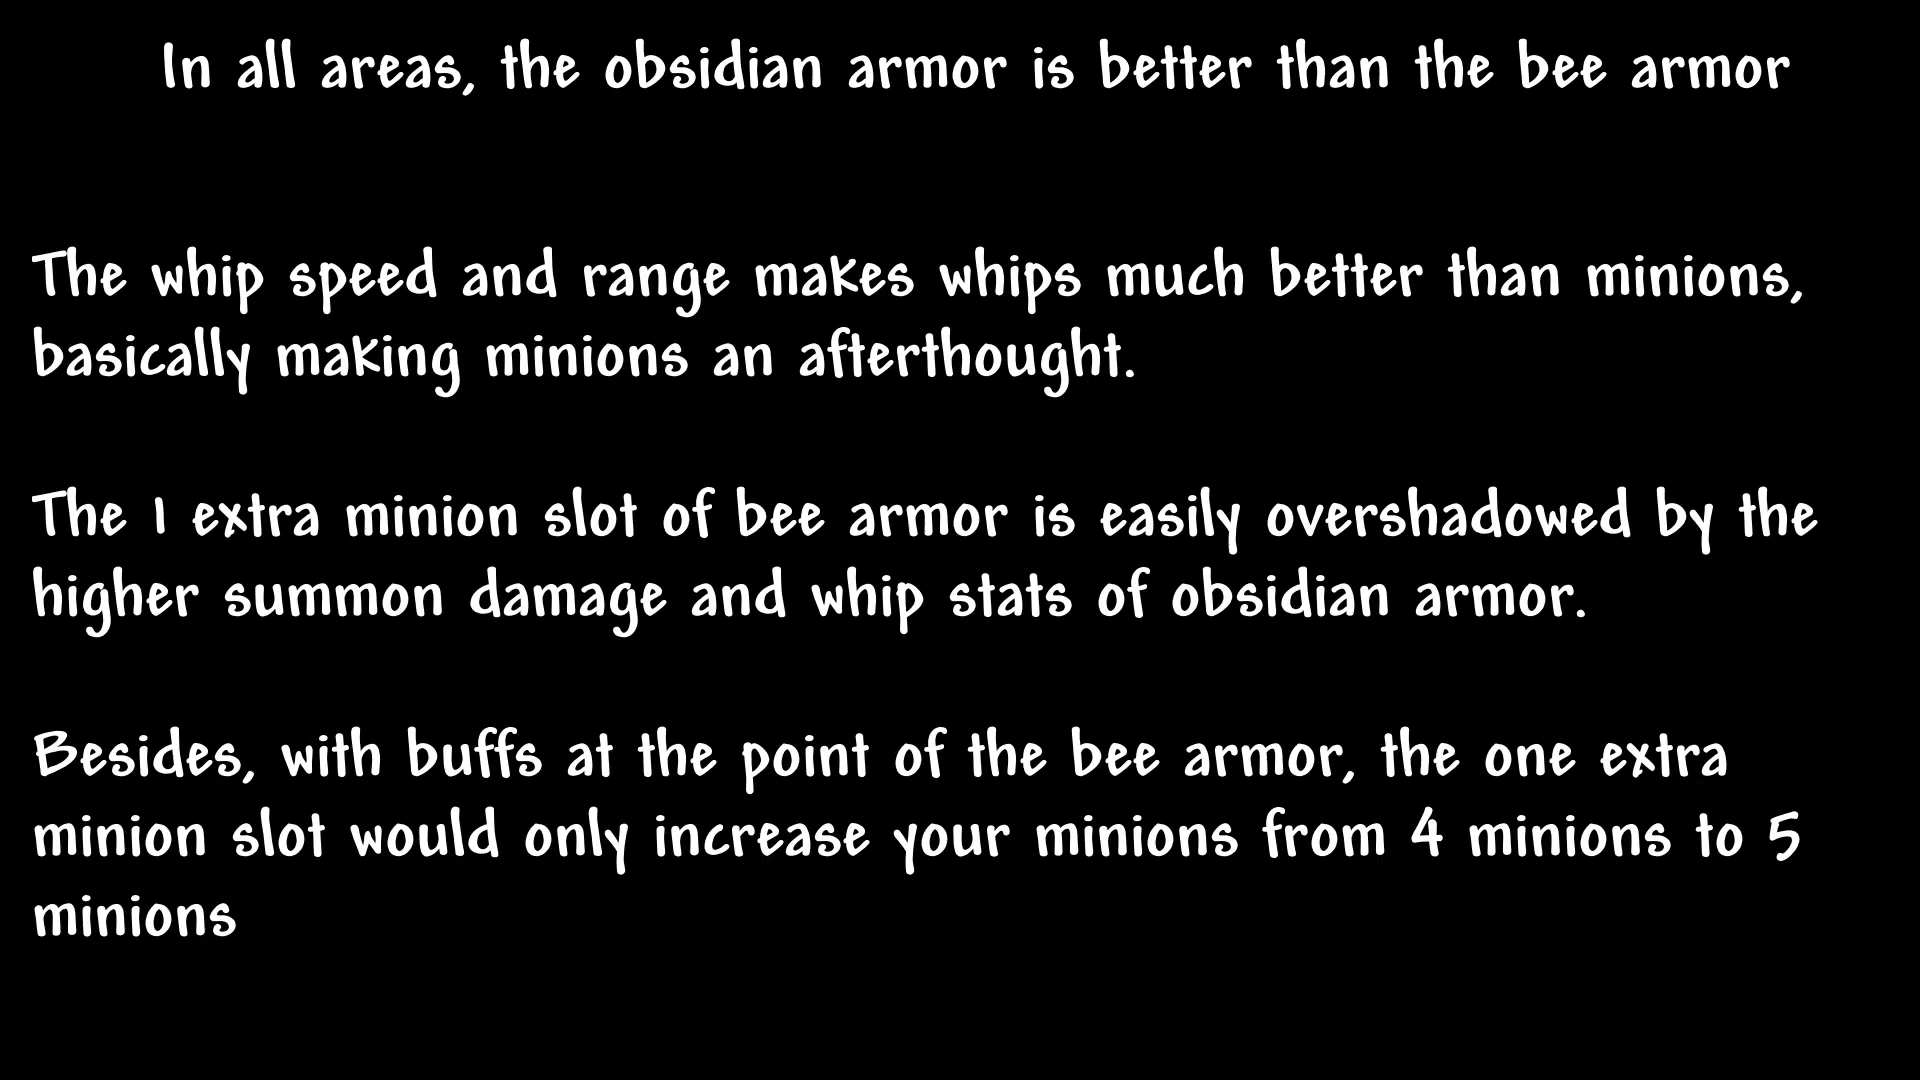 In all areas, the obsidian armor is better than the bee armor
The whip speed and range makes whips much better than minions,
basically making minions an afterthought.
The 1 extra minion slot of bee armor is easily overshadowed by the
higher summon damage and whip stats of obsidian armor.
Besides, with buffs at the point of the bee armor, the one extra
minion slot would only increase your minions from 4 minions to 5
minions